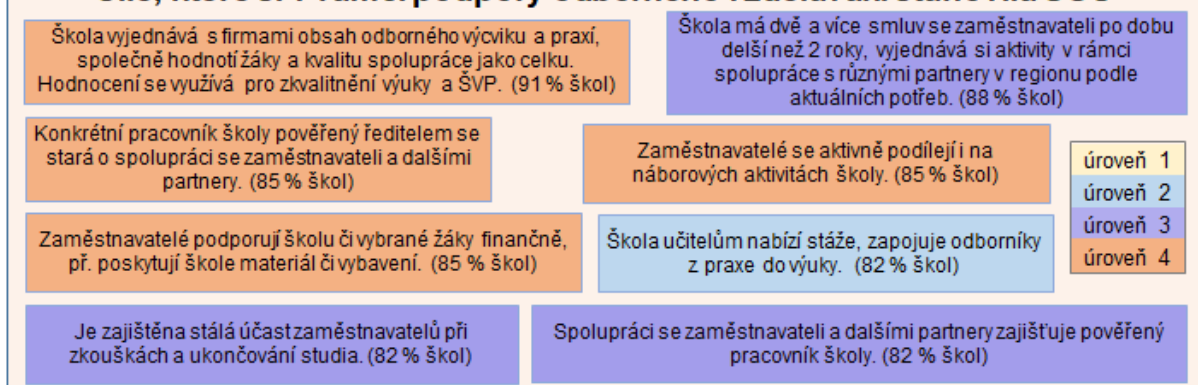 Škola vyjednává s firmami obsah odborného výcviku a praxí,
společně hodnotí žáky a kvalitu spolupráce jako celku.
Hodnocení se využívá pro zkvalitnění výuky a ŠVP. (91 % škol)
Škola má dvě a více smluv se zaměstnavateli po dobu
delší než 2 roky, vyjednává si aktivity v rámci
spolupráce s různými partnery v regionu podle
aktuálních potřeb. (88 % škol)
Konkrétní pracovník školy pověřený ředitelem se
stará o spolupráci se zaměstnavateli a dalšími
partnery. (85 % škol)
Zaměstnavatelé se aktivně podílejí i na
náborových aktivitách školy. (85 % škol)
úroveň 1
úroveň 2
úroveň 3
úroveň 4
Zaměstnavatelé podporují školu či vybrané žáky finančně,
př. poskytují škole materiál či vybavení. (85 % škol)
Škola učitelům nabízí stáže, zapojuje odborníky
z praxe do výuky. (82 % škol)
Je zajištěna stálá účast zaměstnavatelů při
zkouškách a ukončování studia. (82 % škol)
Spolupráci se zaměstnavateli a dalšími partnery zajišťuje pověřený
pracovník školy. (82 % škol)